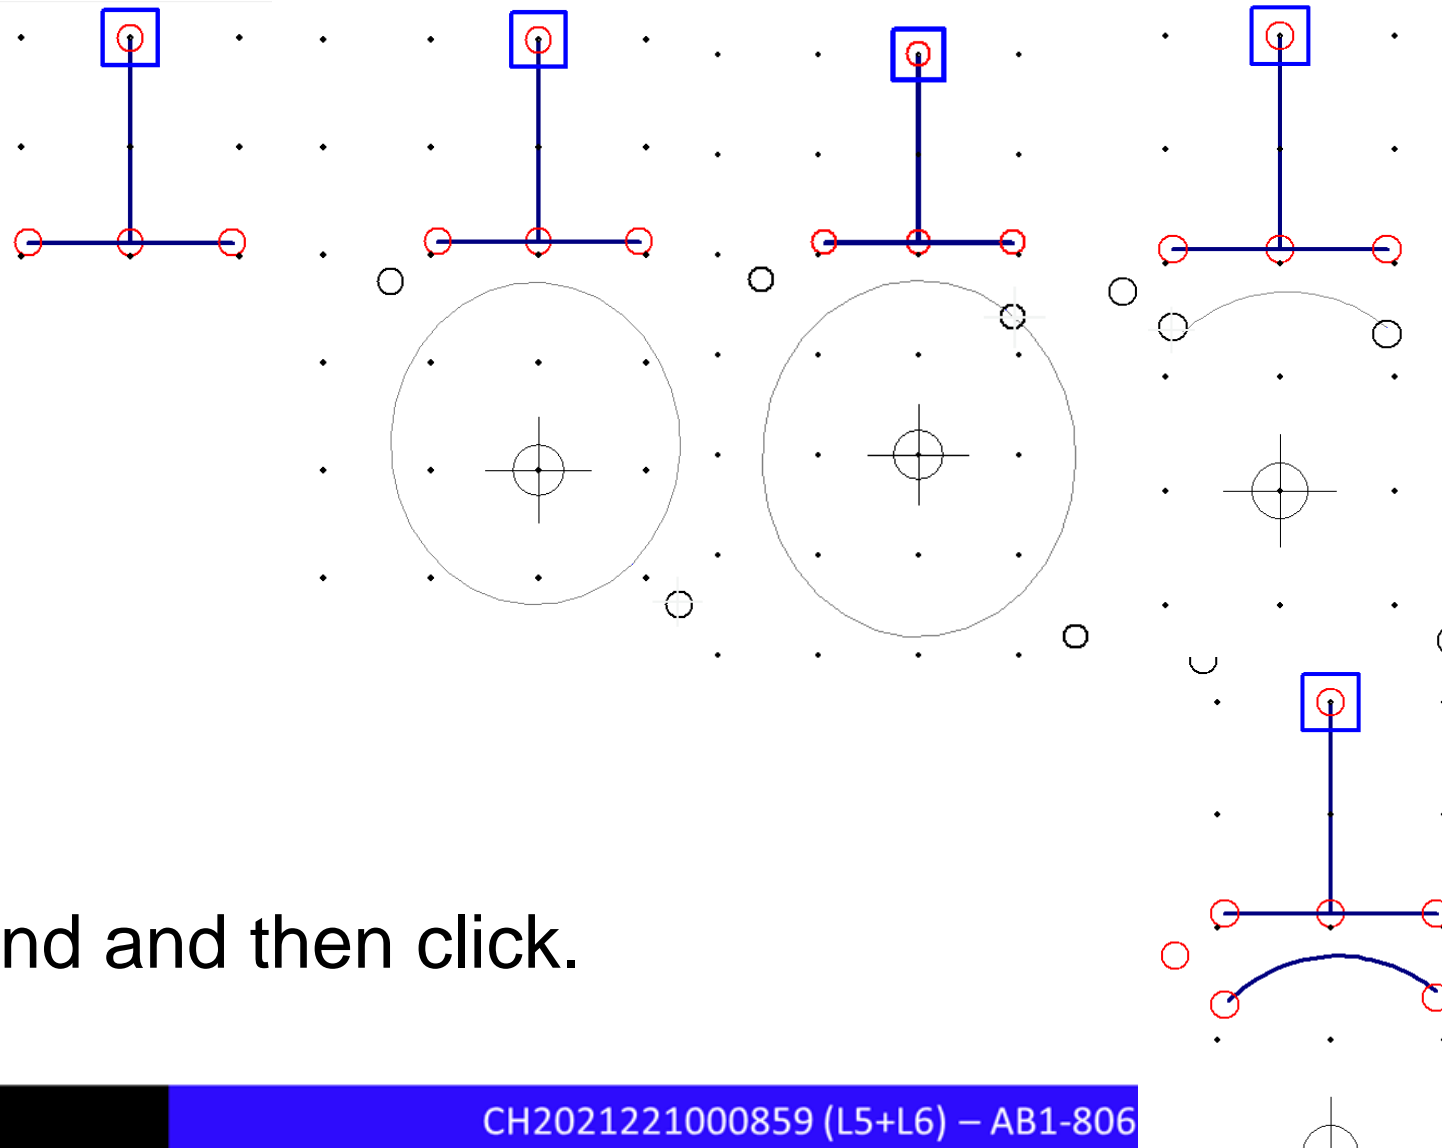 nd and then click.
CH2021221000859 (L5+L6) – AB1-806